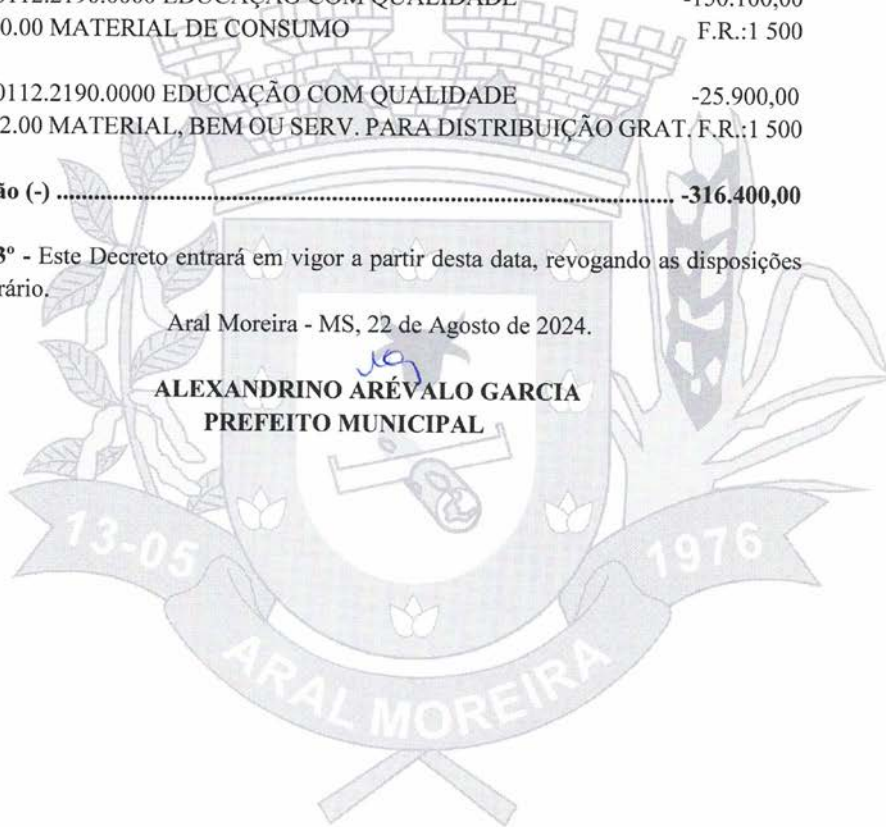 0112.2190.0000 EDUCAÇÃO COM QUALIDADE -150.100,00
0.00 MATERIAL DE CONSUMO F.R.:1 500
0112.2190.0000 EDUCAÇÃO COM QUALIDADE -25.900,00
2.00 MATERIAL, BEM OU SERV. PARA DISTRIBUIÇÃO GRAT. F.R.:1 500
ão (-) .................................................................................................... -316.400,00
3º - Este Decreto entrará em vigor a partir desta data, revogando as disposições
rário.
Aral Moreira - MS, 22 de Agosto de 2024.
ALEXANDRINO ARÉVALO GARCIA
PREFEITO MUNICIPAL
13-05 1976
ARAL MOREIRA